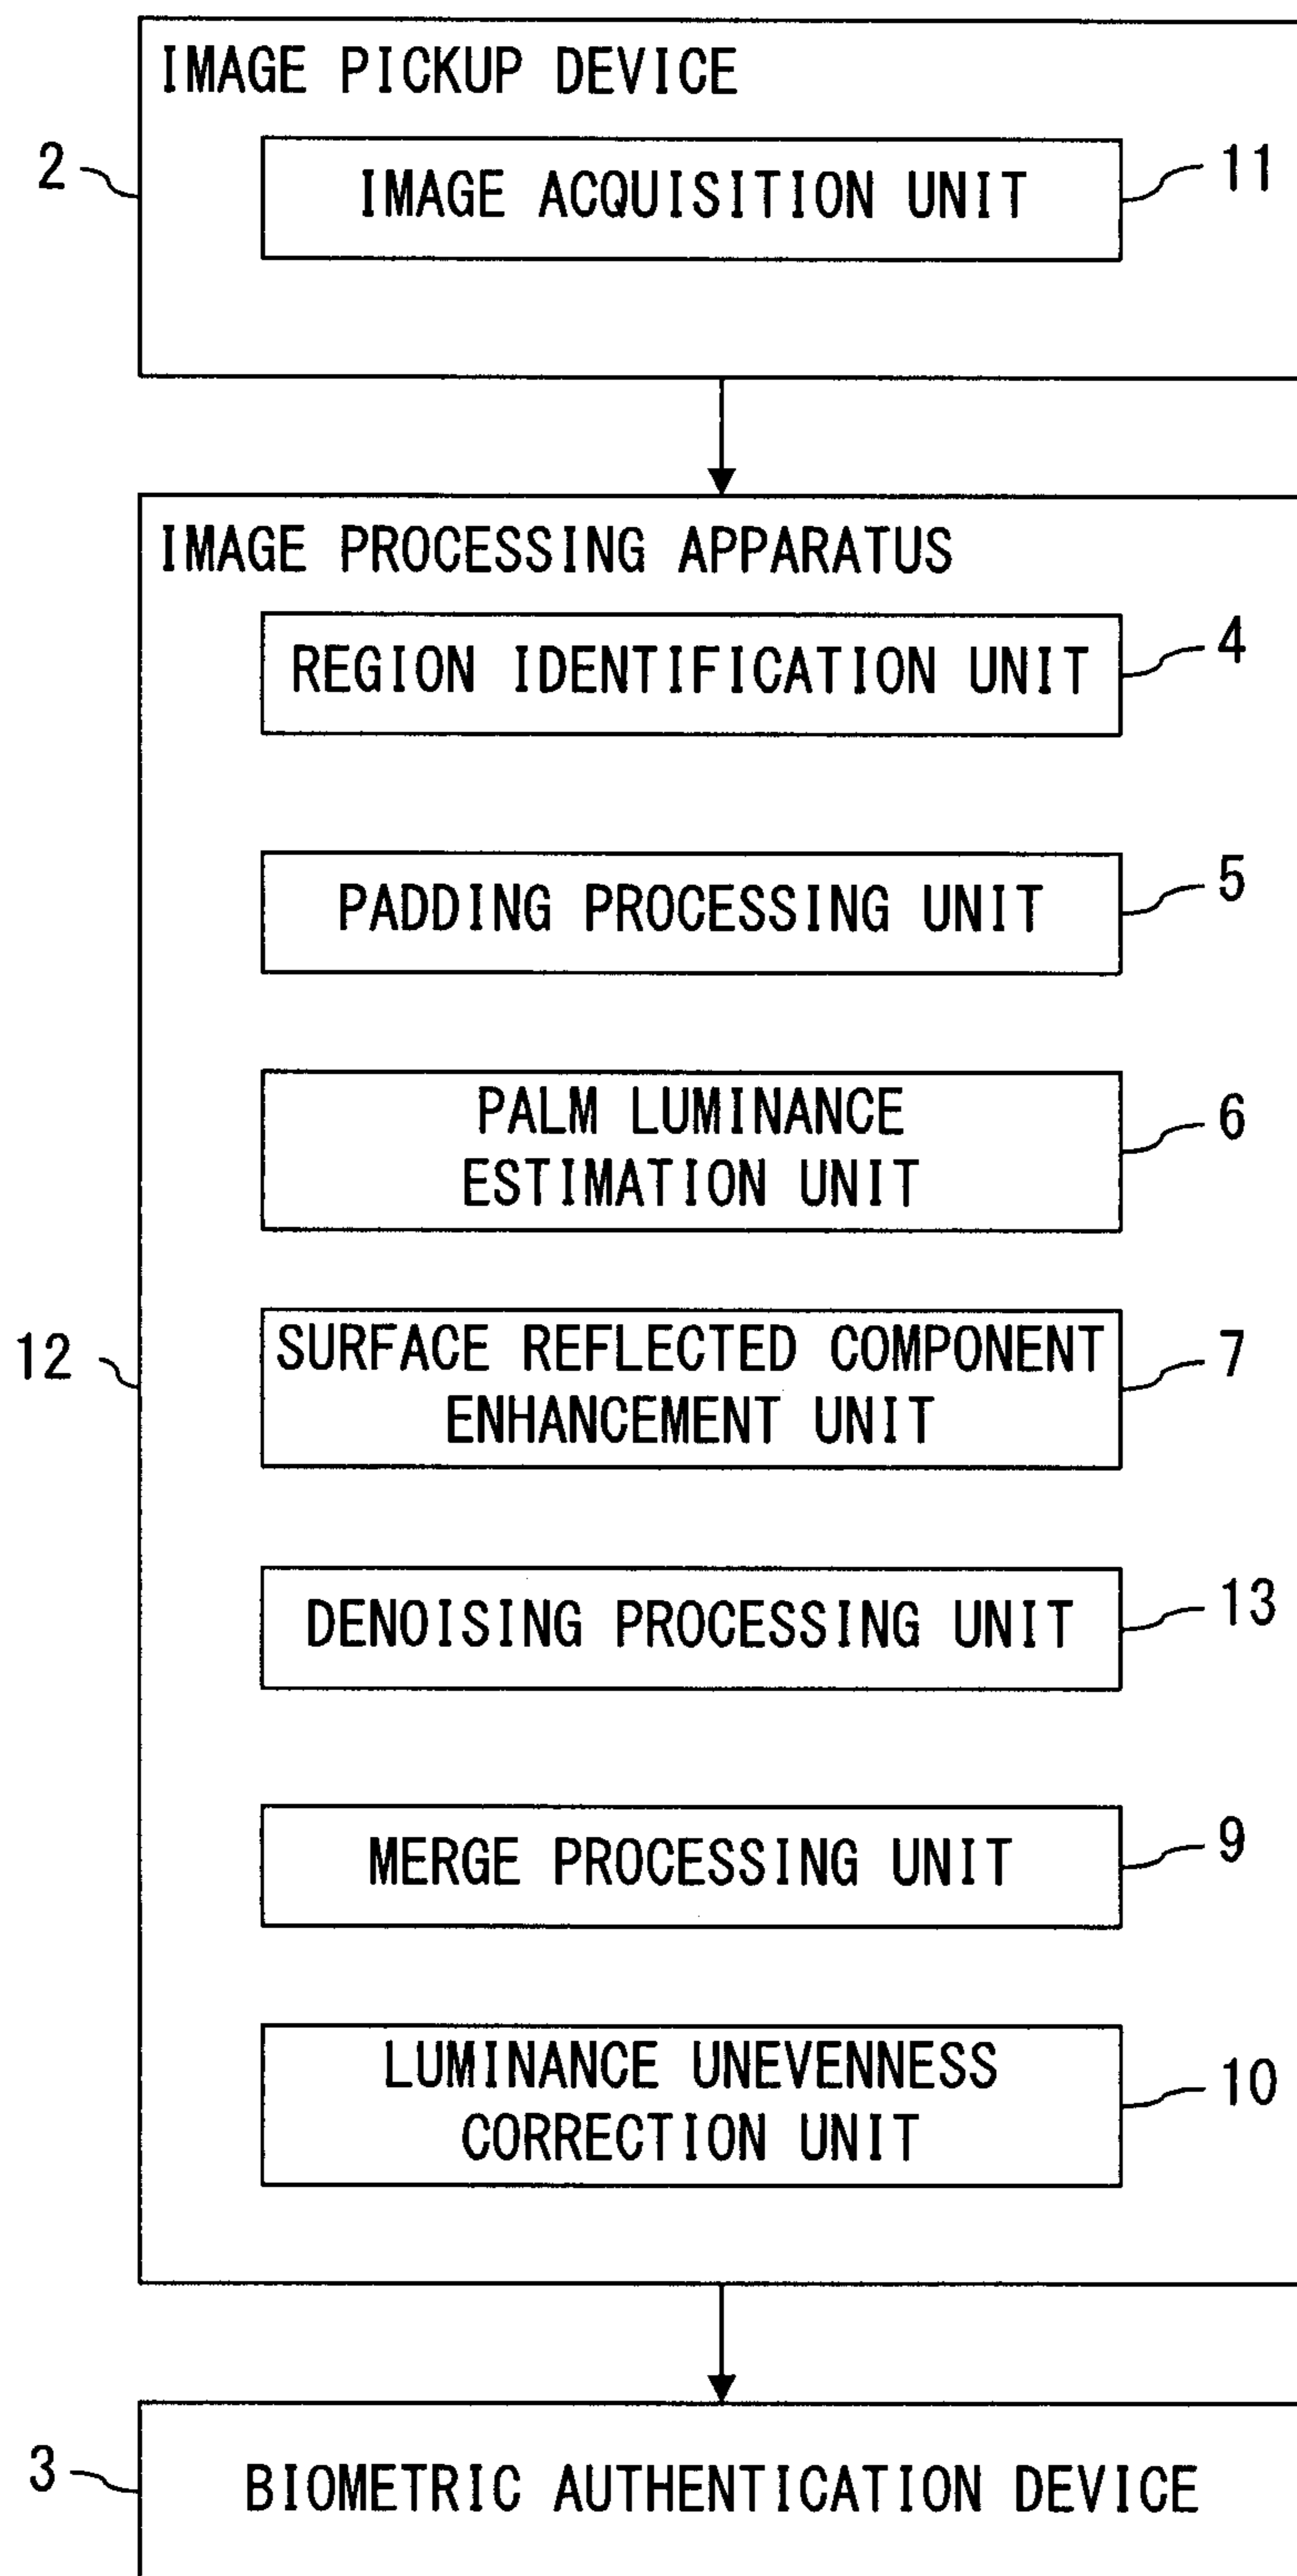 IMAGE PICKUP DEVICE
2
IMAGE ACQUISITION UNIT
11
IMAGE PROCESSING APPARATUS
REGION IDENTIFICATION UNIT
4
PADDING PROCESSING UNIT
5
PALM LUMINANCE
ESTIMATION UNIT
6
12
SURFACE REFLECTED COMPONENT
ENHANCEMENT UNIT
7
DENOISING PROCESSING UNIT
13
MERGE PROCESSING UNIT
9
LUMINANCE UNEVENNESS
CORRECTION UNIT
10
3
BIOMETRIC AUTHENTICATION DEVICE